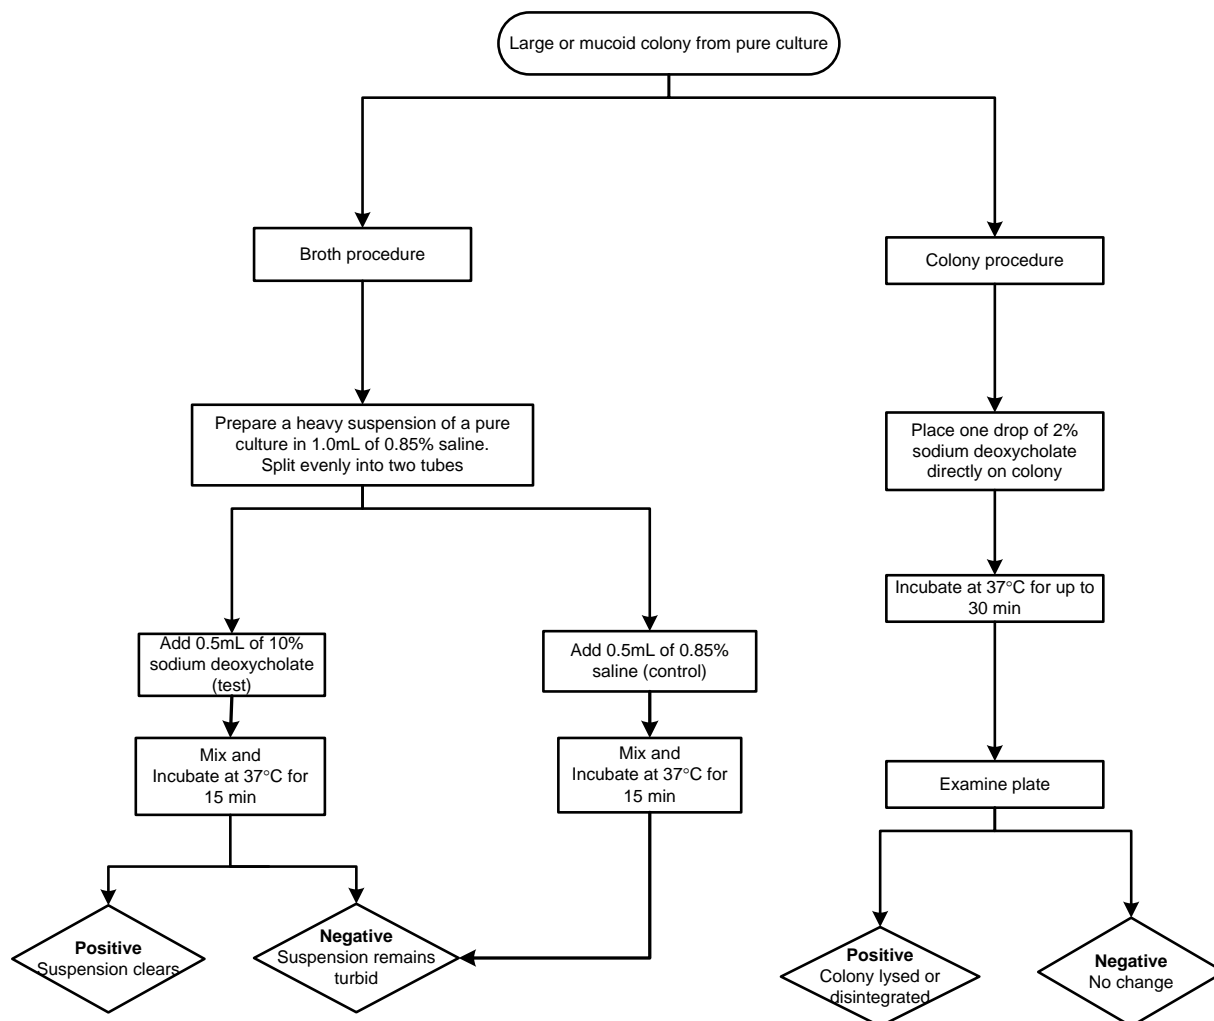 Large or mucoid colony from pure culture
Broth procedure
Colony procedure
Prepare a heavy suspension of a pure
culture in 1.0mL of 0.85% saline.
Split evenly into two tubes
Place one drop of 2%
sodium deoxycholate
directly on colony
Incubate at 37°C for up to
30 min
Add 0.5mL of 10%
sodium deoxycholate
(test)
Add 0.5mL of 0.85%
saline (control)
Mix and
Incubate at 37°C for
15 min
Mix and
Incubate at 37°C for
15 min
Examine plate
Positive
Suspension clears
Negative
Suspension remains
turbid
Positive
Colony lysed or
disintegrated
Negative
No change